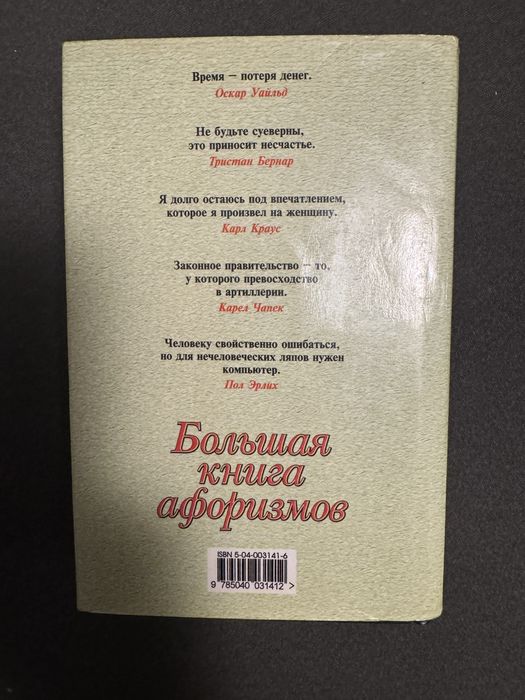 Время – потеря денег.
Оскар Уайльд
Не будьте суеверны,
это приносит несчастье.
Тристан Бернар
Я долго остаюсь под впечатлением,
которое я произвел на женщину.
Карл Краус
Законное правительство – то,
у которого превосходство
в артиллерии.
Карел Чапек
Человеку свойственно ошибаться,
но для нечеловеческих ляпов нужен
компьютер.
Пол Эрлих
Большая
книга
афоризмов
ISBN 5-04-003141-6
9 785040 031412 >